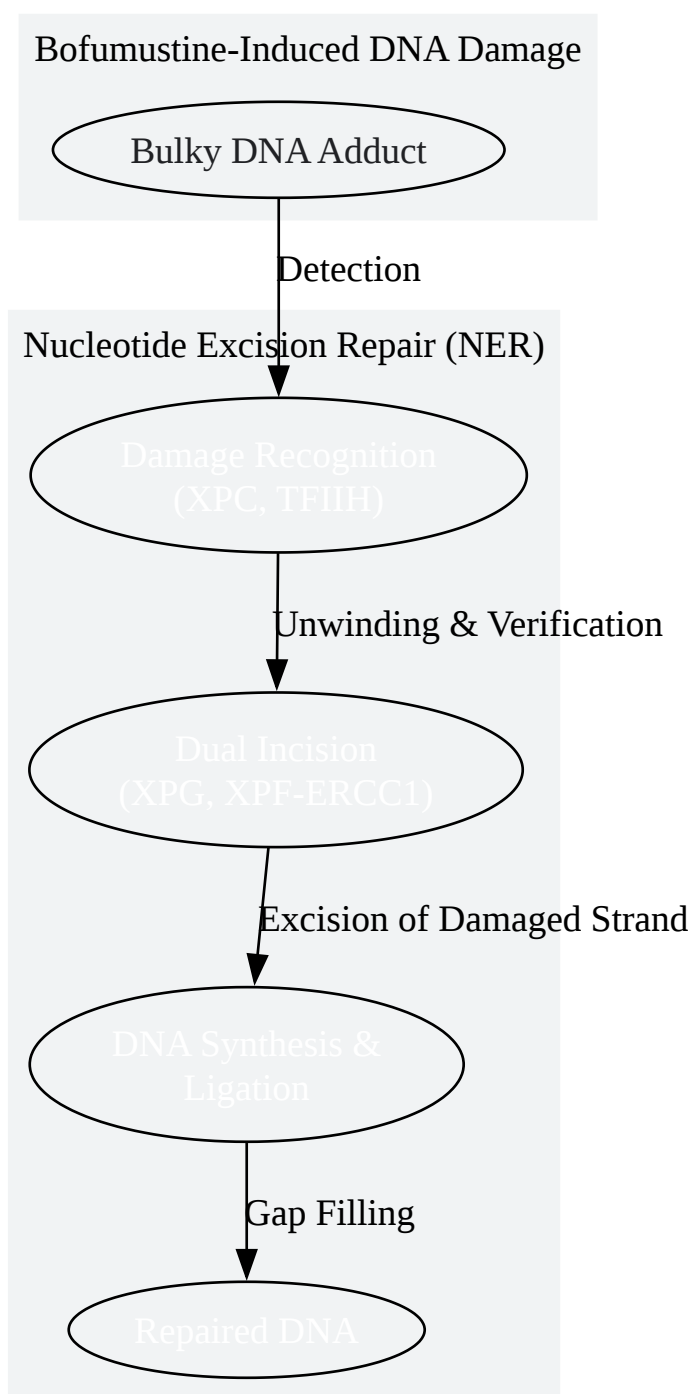 Bofumustine-Induced DNA Damage
Bulky DNA Adduct
Detection
Nucleotide Excision Repair (NER)
Damage Recognition
(XPC, TFIIH)
Unwinding & Verification
Dual Incision
(XPG, XPF-ERCC1)
Excision of Damaged Strand
DNA Synthesis &
Ligation
Gap Filling
Repaired DNA